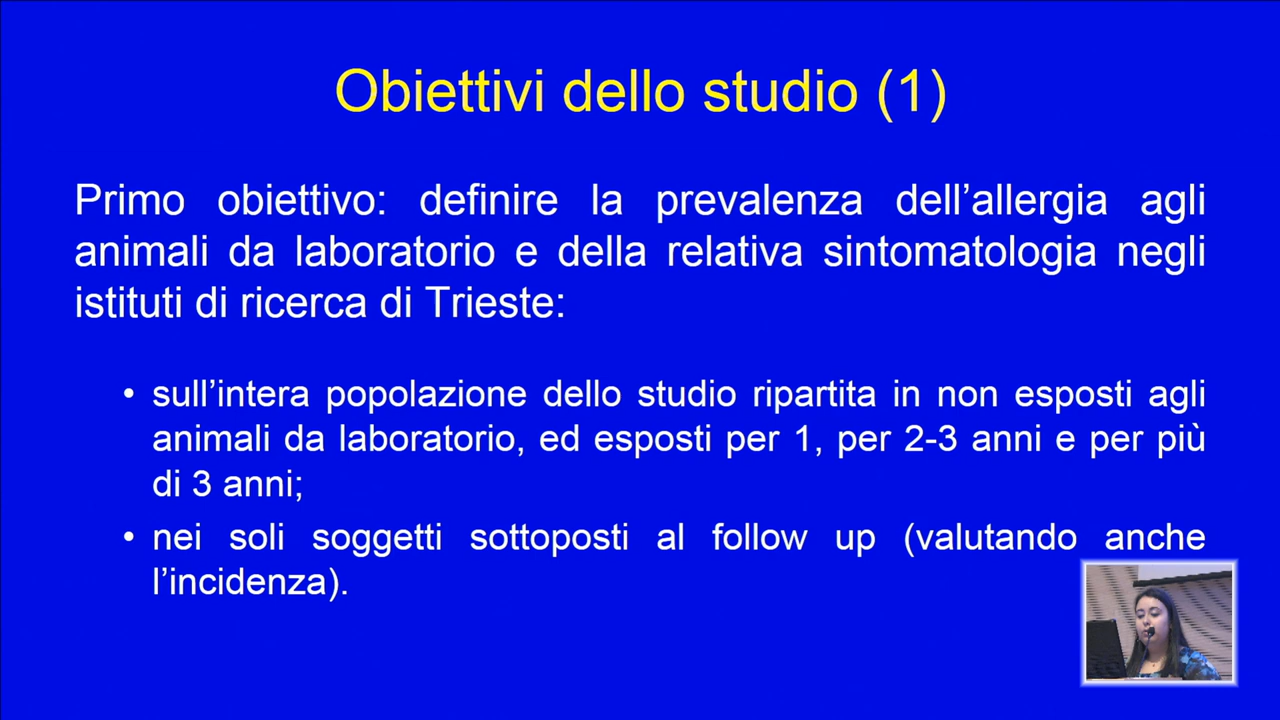 Obiettivi dello studio (1)
Primo obiettivo: definire la prevalenza dell’allergia agli
animali da laboratorio e della relativa sintomatologia negli
istituti di ricerca di Trieste:
• sull’intera popolazione dello studio ripartita in non esposti agli
animali da laboratorio, ed esposti per 1, per 2-3 anni e per più
di 3 anni;
• nei soli soggetti sottoposti al follow up (valutando anche
l’incidenza).